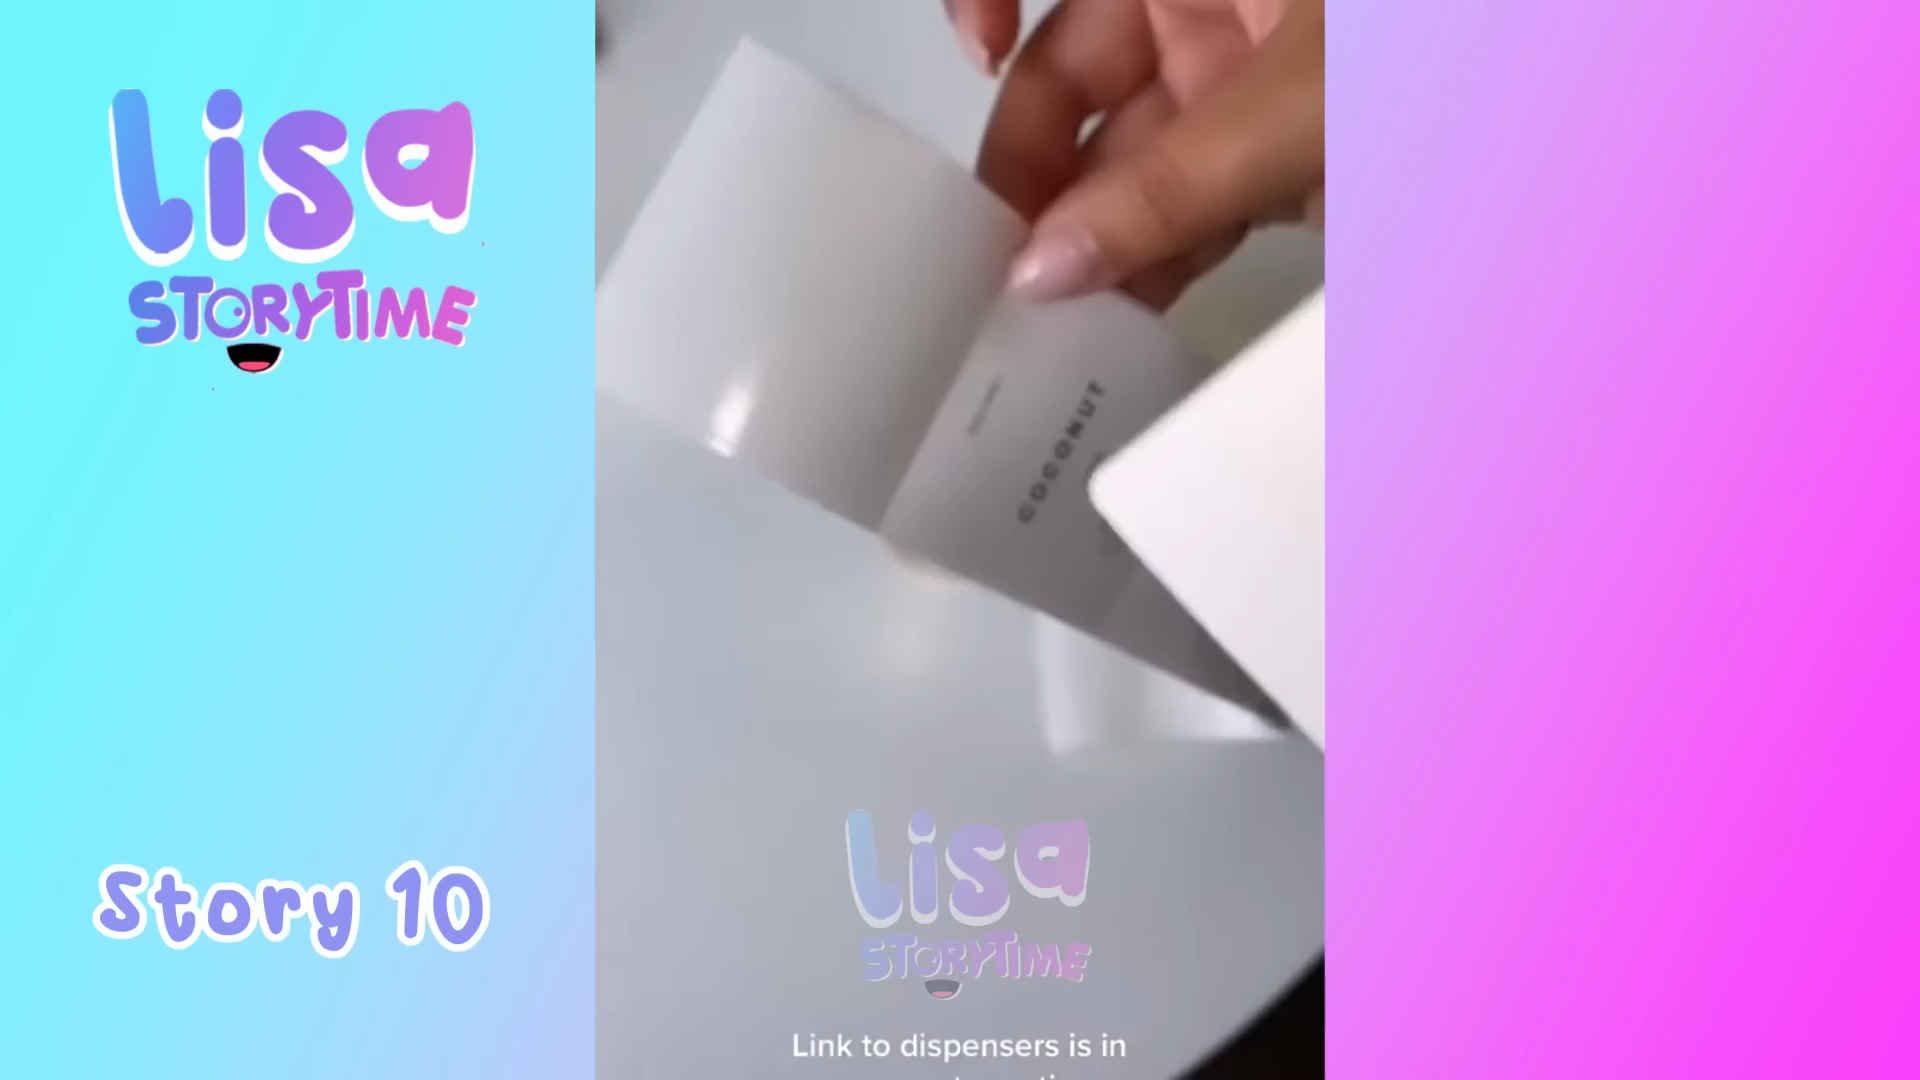 Lisa
STORYTIME
Story 10
COCONUT
Lisa
STORYTIME
Link to dispensers is in